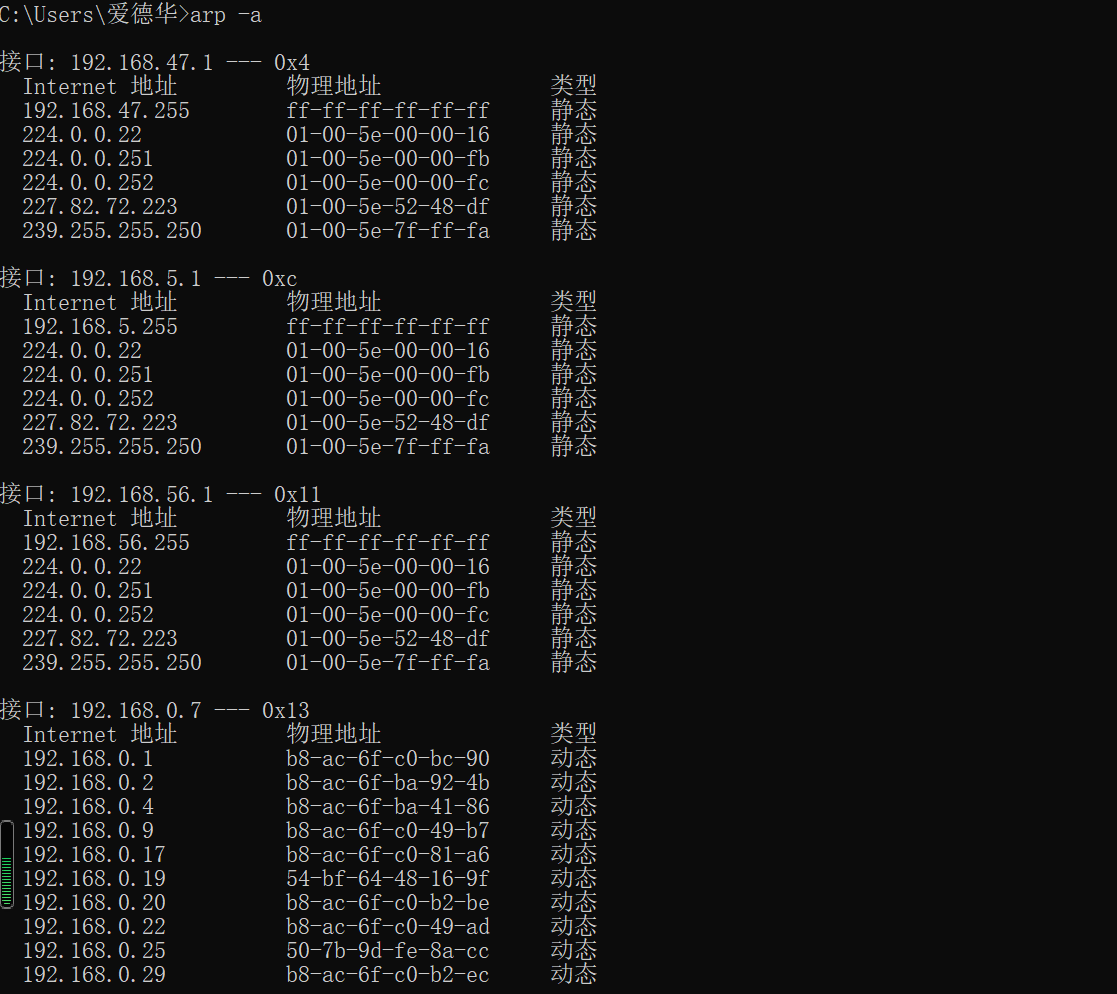 C:\Users\爱德华>arp -a
接口: 192.168.47.1 --- 0x4
Internet 地址 物理地址 类型
192.168.47.255 ff-ff-ff-ff-ff-ff 静态
224.0.0.22 01-00-5e-00-00-16 静态
224.0.0.251 01-00-5e-00-00-fb 静态
224.0.0.252 01-00-5e-00-00-fc 静态
227.82.72.223 01-00-5e-52-48-df 静态
239.255.255.250 01-00-5e-7f-ff-fa 静态
接口: 192.168.5.1 --- 0xc
Internet 地址 物理地址 类型
192.168.5.255 ff-ff-ff-ff-ff-ff 静态
224.0.0.22 01-00-5e-00-00-16 静态
224.0.0.251 01-00-5e-00-00-fb 静态
224.0.0.252 01-00-5e-00-00-fc 静态
227.82.72.223 01-00-5e-52-48-df 静态
239.255.255.250 01-00-5e-7f-ff-fa 静态
接口: 192.168.56.1 --- 0x11
Internet 地址 物理地址 类型
192.168.56.255 ff-ff-ff-ff-ff-ff 静态
224.0.0.22 01-00-5e-00-00-16 静态
224.0.0.251 01-00-5e-00-00-fb 静态
224.0.0.252 01-00-5e-00-00-fc 静态
227.82.72.223 01-00-5e-52-48-df 静态
239.255.255.250 01-00-5e-7f-ff-fa 静态
接口: 192.168.0.7 --- 0x13
Internet 地址 物理地址 类型
192.168.0.1 b8-ac-6f-c0-bc-90 动态
192.168.0.2 b8-ac-6f-ba-92-4b 动态
192.168.0.4 b8-ac-6f-ba-41-86 动态
192.168.0.9 b8-ac-6f-c0-49-b7 动态
192.168.0.17 b8-ac-6f-c0-81-a6 动态
192.168.0.19 54-bf-64-48-16-9f 动态
192.168.0.20 b8-ac-6f-c0-b2-be 动态
192.168.0.22 b8-ac-6f-c0-49-ad 动态
192.168.0.25 50-7b-9d-fe-8a-cc 动态
192.168.0.29 b8-ac-6f-c0-b2-ec 动态